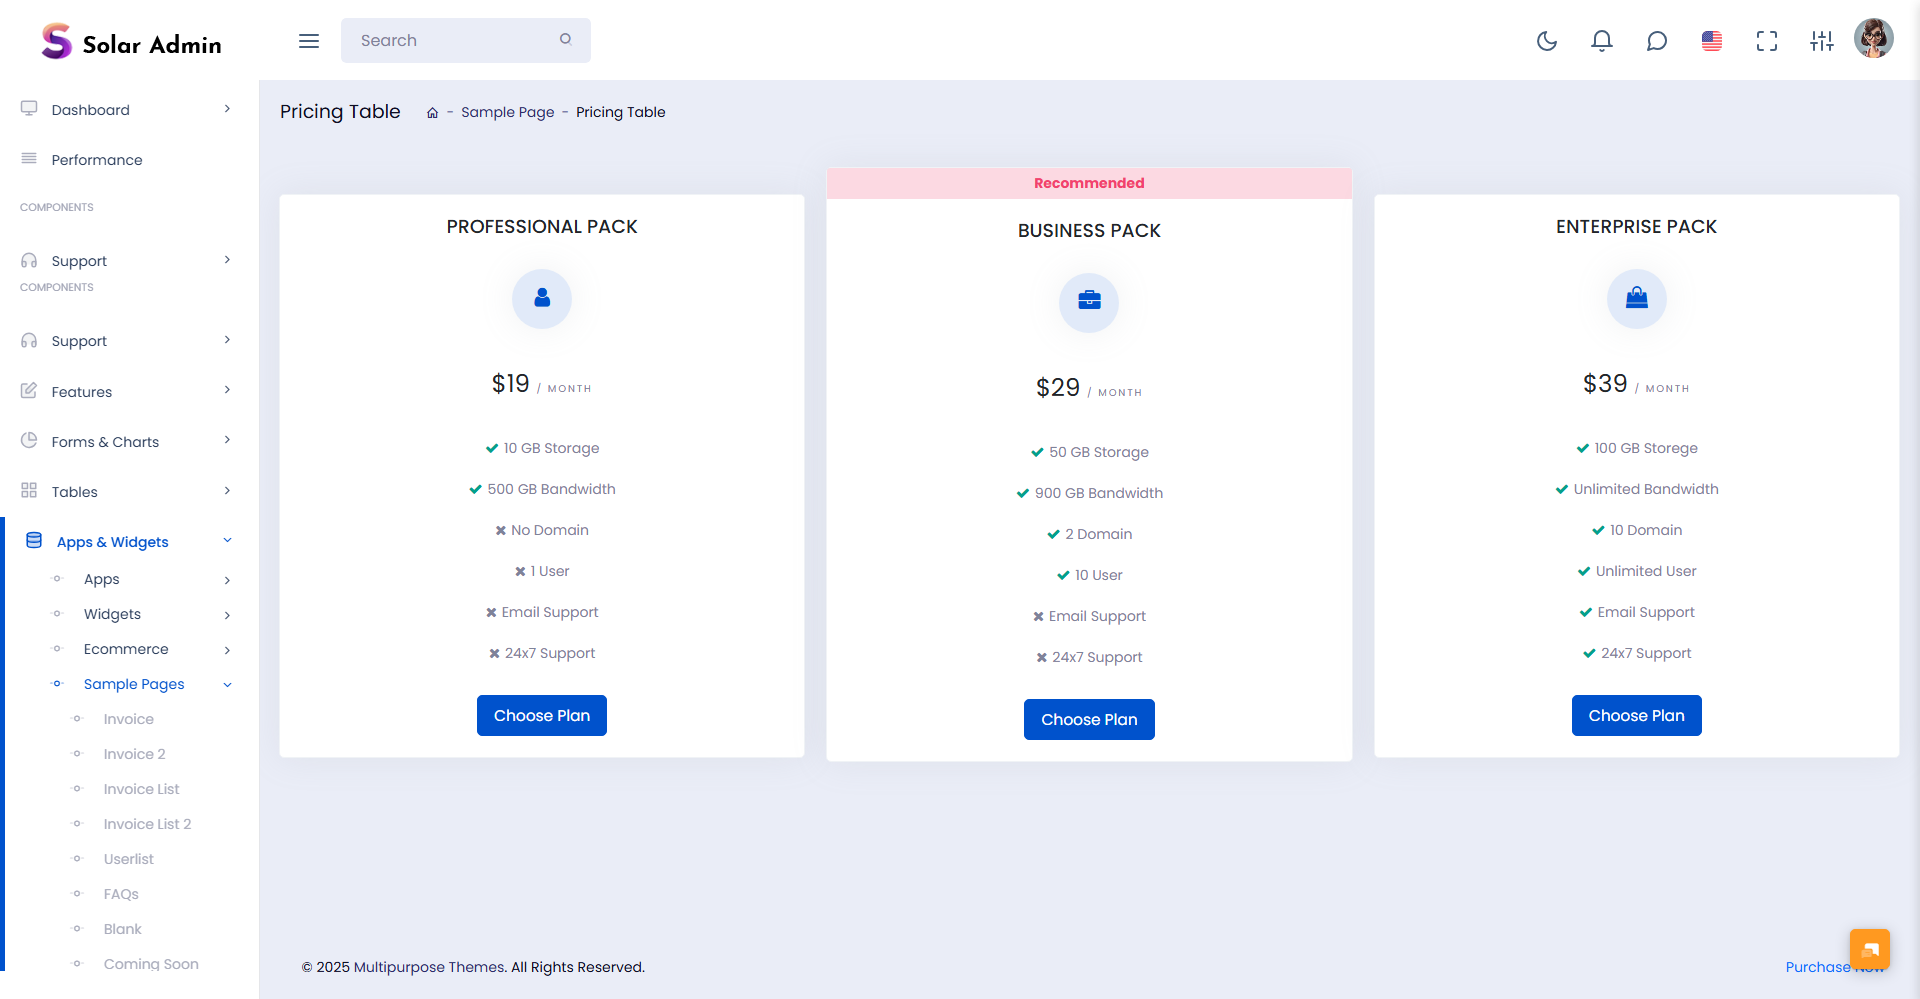 Solar Admin
Search
Dashboard
Performance
COMPONENTS
Support
COMPONENTS
Support
Features
Forms & Charts
Tables
Apps & Widgets
Apps
Widgets
Ecommerce
Sample Pages
Invoice
Invoice 2
Invoice List
Invoice List 2
Userlist
FAQs
Blank
Coming Soon
Pricing Table
- Sample Page - Pricing Table
PROFESSIONAL PACK
$19 / MONTH
10 GB Storage
500 GB Bandwidth
No Domain
1 User
Email Support
24x7 Support
Choose Plan
Recommended
BUSINESS PACK
$29 / MONTH
50 GB Storage
900 GB Bandwidth
2 Domain
10 User
Email Support
24x7 Support
Choose Plan
ENTERPRISE PACK
$39 / MONTH
100 GB Storege
Unlimited Bandwidth
10 Domain
Unlimited User
Email Support
24x7 Support
Choose Plan
© 2025 Multipurpose Themes. All Rights Reserved.
Purchase Now